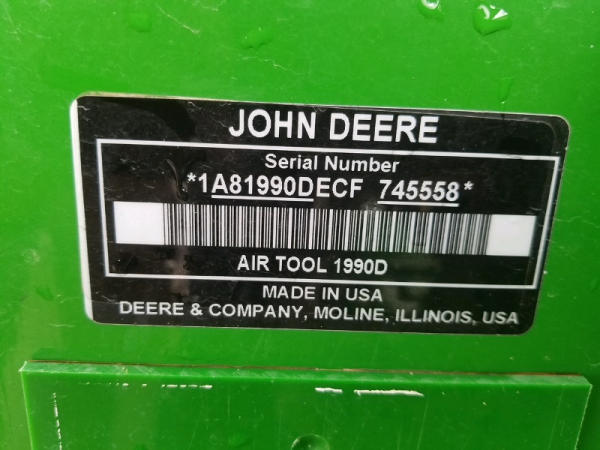 JOHN DEERE
Serial Number
*1A81990DECF 745558*
AIR TOOL 1990D
MADE IN USA
DEERE & COMPANY, MOLINE, ILLINOIS, USA